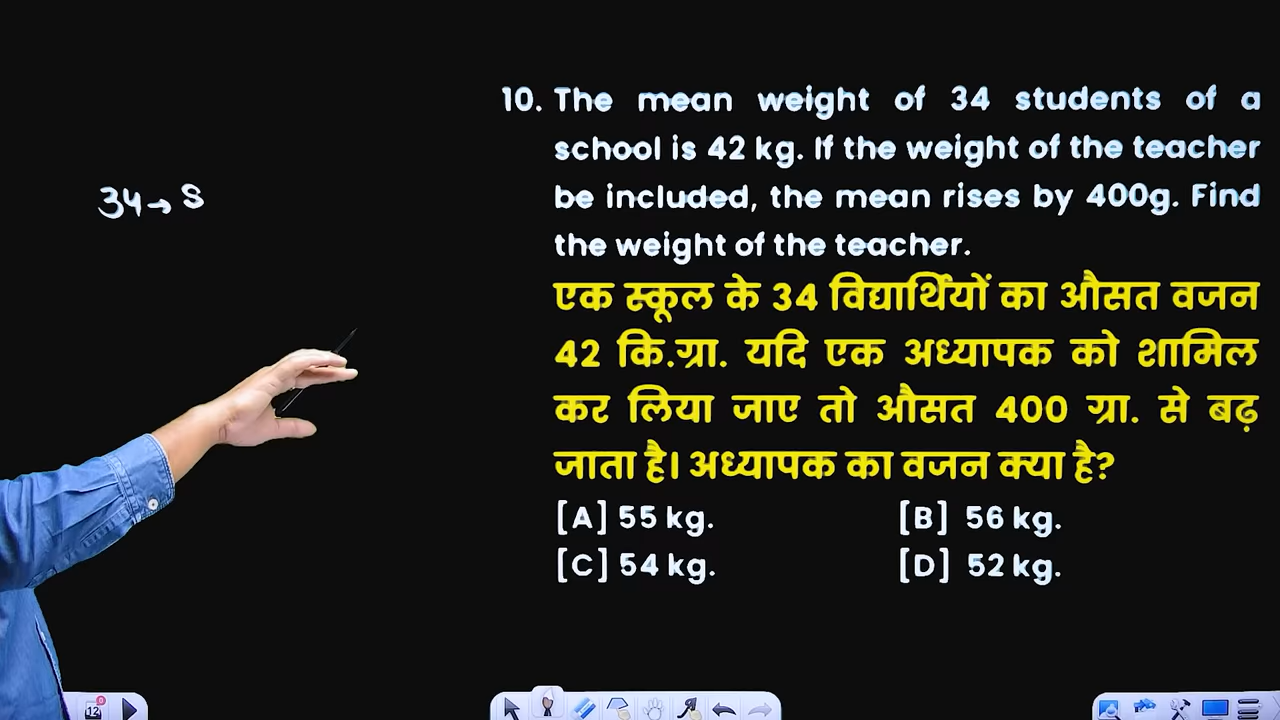 34→S
10. The mean weight of 34 students of a
school is 42 kg. If the weight of the teacher
be included, the mean rises by 400g. Find
the weight of the teacher.
एक स्कूल के 34 विद्यार्थियों का औसत वजन
42 कि.ग्रा. यदि एक अध्यापक को शामिल
कर लिया जाए तो औसत 400 ग्रा. से बढ़
जाता है। अध्यापक का वजन क्या है?
[A] 55 kg. [B] 56 kg.
[C] 54 kg. [D] 52 kg.
12